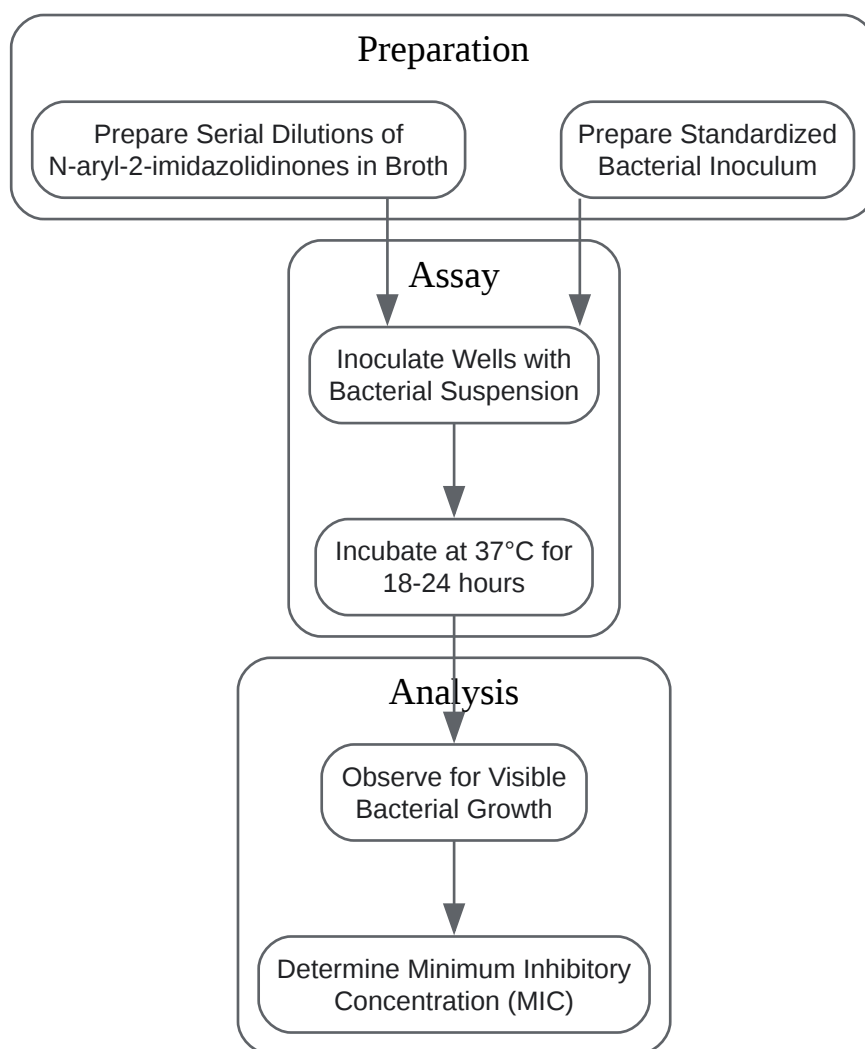 Preparation
Prepare Serial Dilutions of
N-aryl-2-imidazolidinones in Broth
Prepare Standardized
Bacterial Inoculum
Assay
Inoculate Wells with
Bacterial Suspension
Incubate at 37°C for
18-24 hours
Analysis
Observe for Visible
Bacterial Growth
Determine Minimum Inhibitory
Concentration (MIC)